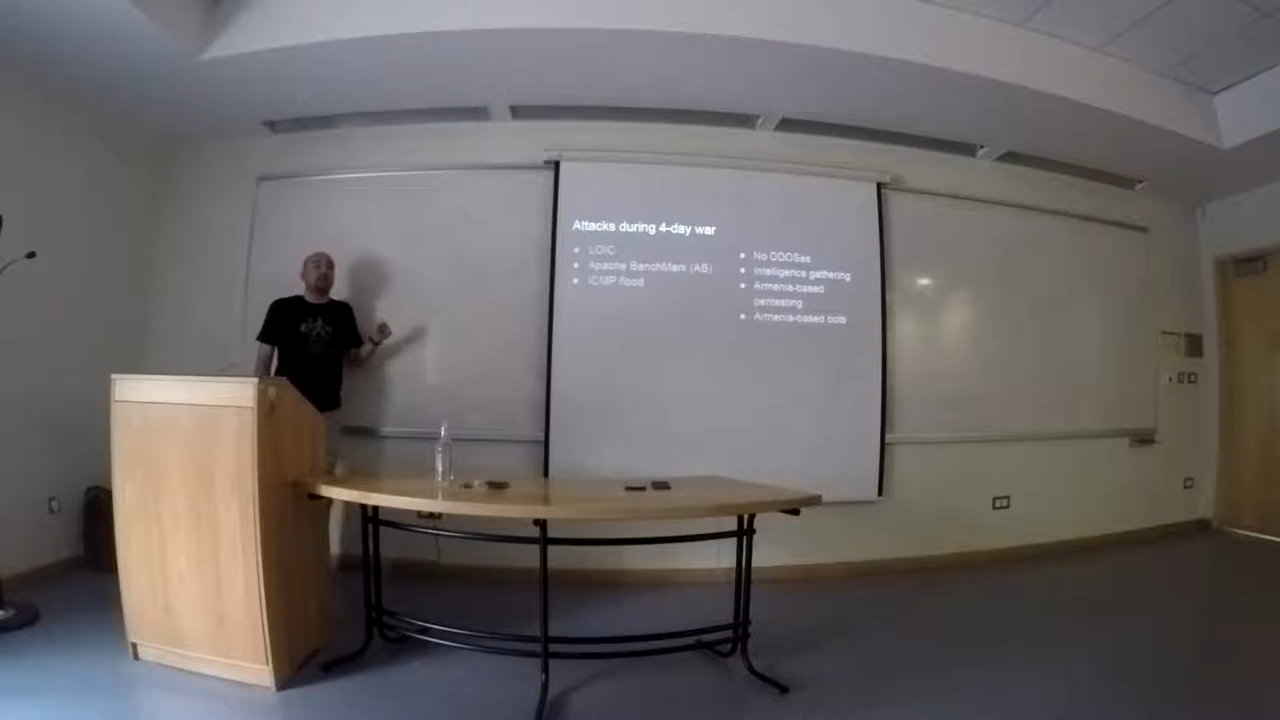 Attacks during 4-day war
LOIC
Apache BenchMark (AB)
ICMP flood
No DDOSes
Intelligence gathering
Armenia-based
pentesting
Armenia-based bots